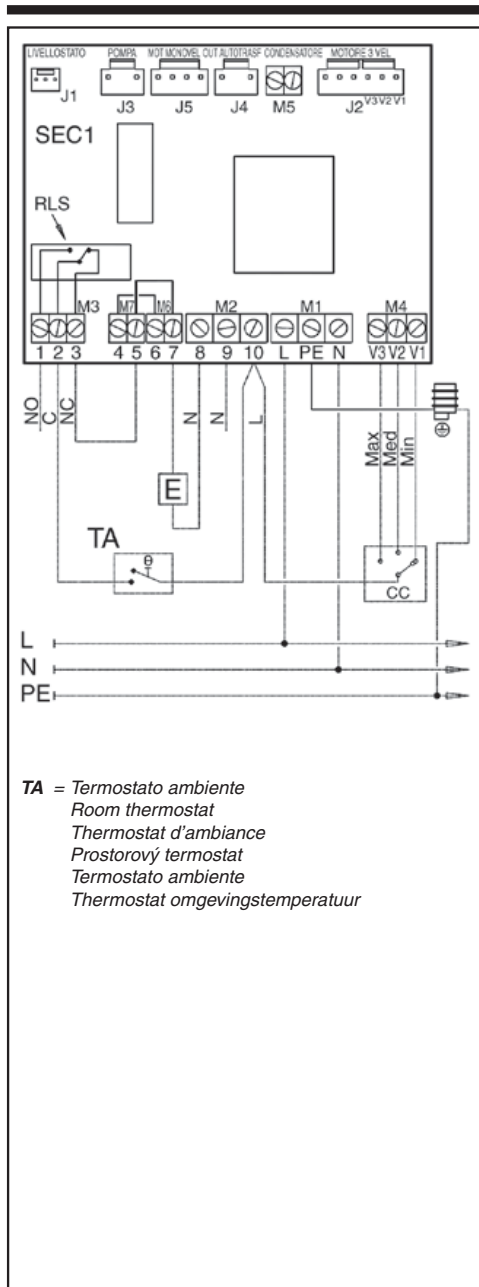 LIVELLOSTATO POMPA MOT MONOVEL OUT AUTOTRASF CONDENSATORE MOTORE 3 VEL
J1 J3 J5 J4 M5 J2 V3 V2 V1
SEC1
RLS
M3 M7 M6 M2 M1 M4
1 2 3 4 5 6 7 8 9 10 L PE N V3 V2 V1
NO C NC N N L Max Med Min
E
TA θ
CC
L
N
PE
TA = Termostato ambiente
Room thermostat
Thermostat d'ambiance
Prostorový termostat
Termostato ambiente
Thermostat omgevingstemperatuur